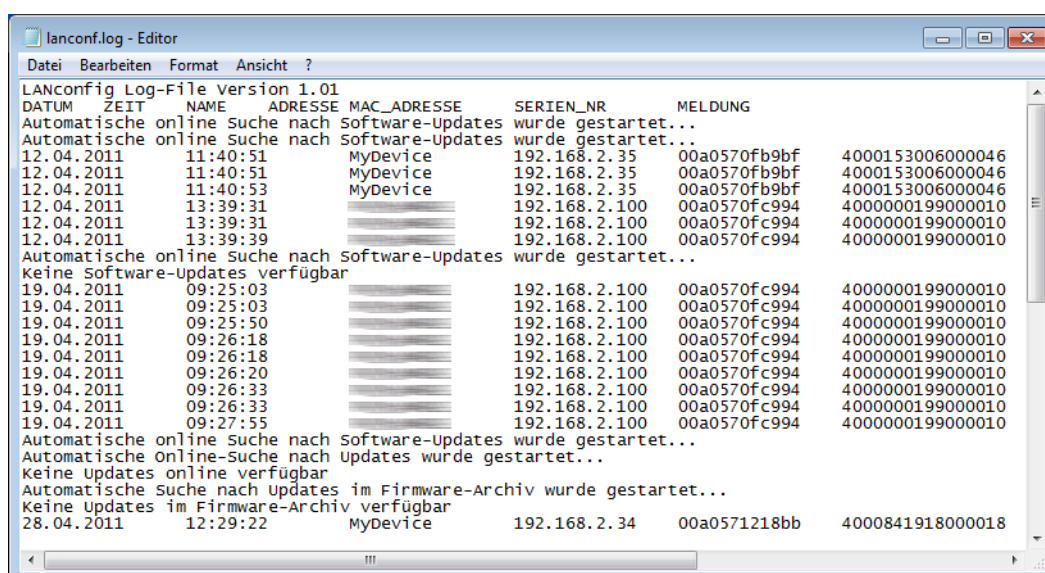 lanconf.log - Editor
Datei Bearbeiten Format Ansicht ?
LANconfig Log-File Version 1.01
DATUM ZEIT NAME ADRESSE MAC_ADRESSE SERIEN_NR MELDUNG
Automatische online Suche nach Software-Updates wurde gestartet...
Automatische online Suche nach Software-Updates wurde gestartet...
12.04.2011 11:40:51 MyDevice 192.168.2.35 00a0570fb9bf 4000153006000046
12.04.2011 11:40:51 MyDevice 192.168.2.35 00a0570fb9bf 4000153006000046
12.04.2011 11:40:53 MyDevice 192.168.2.35 00a0570fb9bf 4000153006000046
12.04.2011 13:39:31 192.168.2.100 00a0570fc994 4000000199000010
12.04.2011 13:39:31 192.168.2.100 00a0570fc994 4000000199000010
12.04.2011 13:39:39 192.168.2.100 00a0570fc994 4000000199000010
Automatische online Suche nach Software-Updates wurde gestartet...
Keine Software-Updates verfügbar
19.04.2011 09:25:03 192.168.2.100 00a0570fc994 4000000199000010
19.04.2011 09:25:03 192.168.2.100 00a0570fc994 4000000199000010
19.04.2011 09:25:50 192.168.2.100 00a0570fc994 4000000199000010
19.04.2011 09:26:18 192.168.2.100 00a0570fc994 4000000199000010
19.04.2011 09:26:18 192.168.2.100 00a0570fc994 4000000199000010
19.04.2011 09:26:20 192.168.2.100 00a0570fc994 4000000199000010
19.04.2011 09:26:33 192.168.2.100 00a0570fc994 4000000199000010
19.04.2011 09:26:33 192.168.2.100 00a0570fc994 4000000199000010
19.04.2011 09:27:55 192.168.2.100 00a0570fc994 4000000199000010
Automatische online Suche nach Software-Updates wurde gestartet...
Automatische Online-Suche nach Updates wurde gestartet...
Keine Updates online verfügbar
Automatische Suche nach Updates im Firmware-Archiv wurde gestartet...
Keine Updates im Firmware-Archiv verfügbar
28.04.2011 12:29:22 MyDevice 192.168.2.34 00a0571218bb 4000841918000018